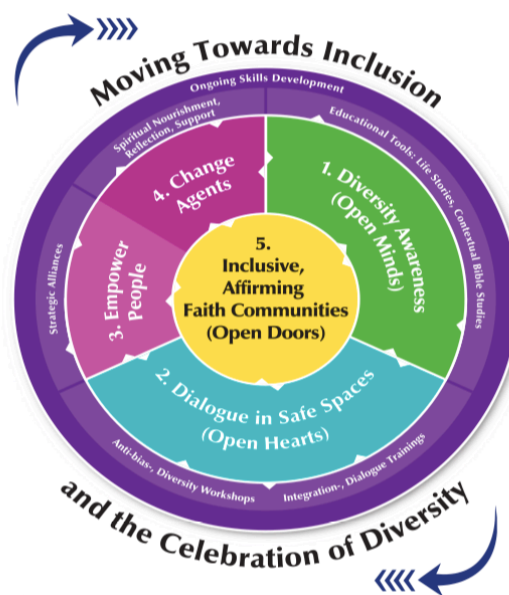 Moving Towards Inclusion
Ongoing Skills Development
Spiritual Nourishment,
Reflection, Support
Educational Tools: Life Stories, Contextual Bible Studies
4. Change
Agents
1. Diversity Awareness
(Open Minds)
5.
Inclusive,
Affirming
Faith Communities
(Open Doors)
Strategic Alliances
3. Empower
People
2. Dialogue in Safe Spaces
(Open Hearts)
Anti-bias-, Diversity Workshops
Integration-, Dialogue Trainings
and the Celebration of Diversity